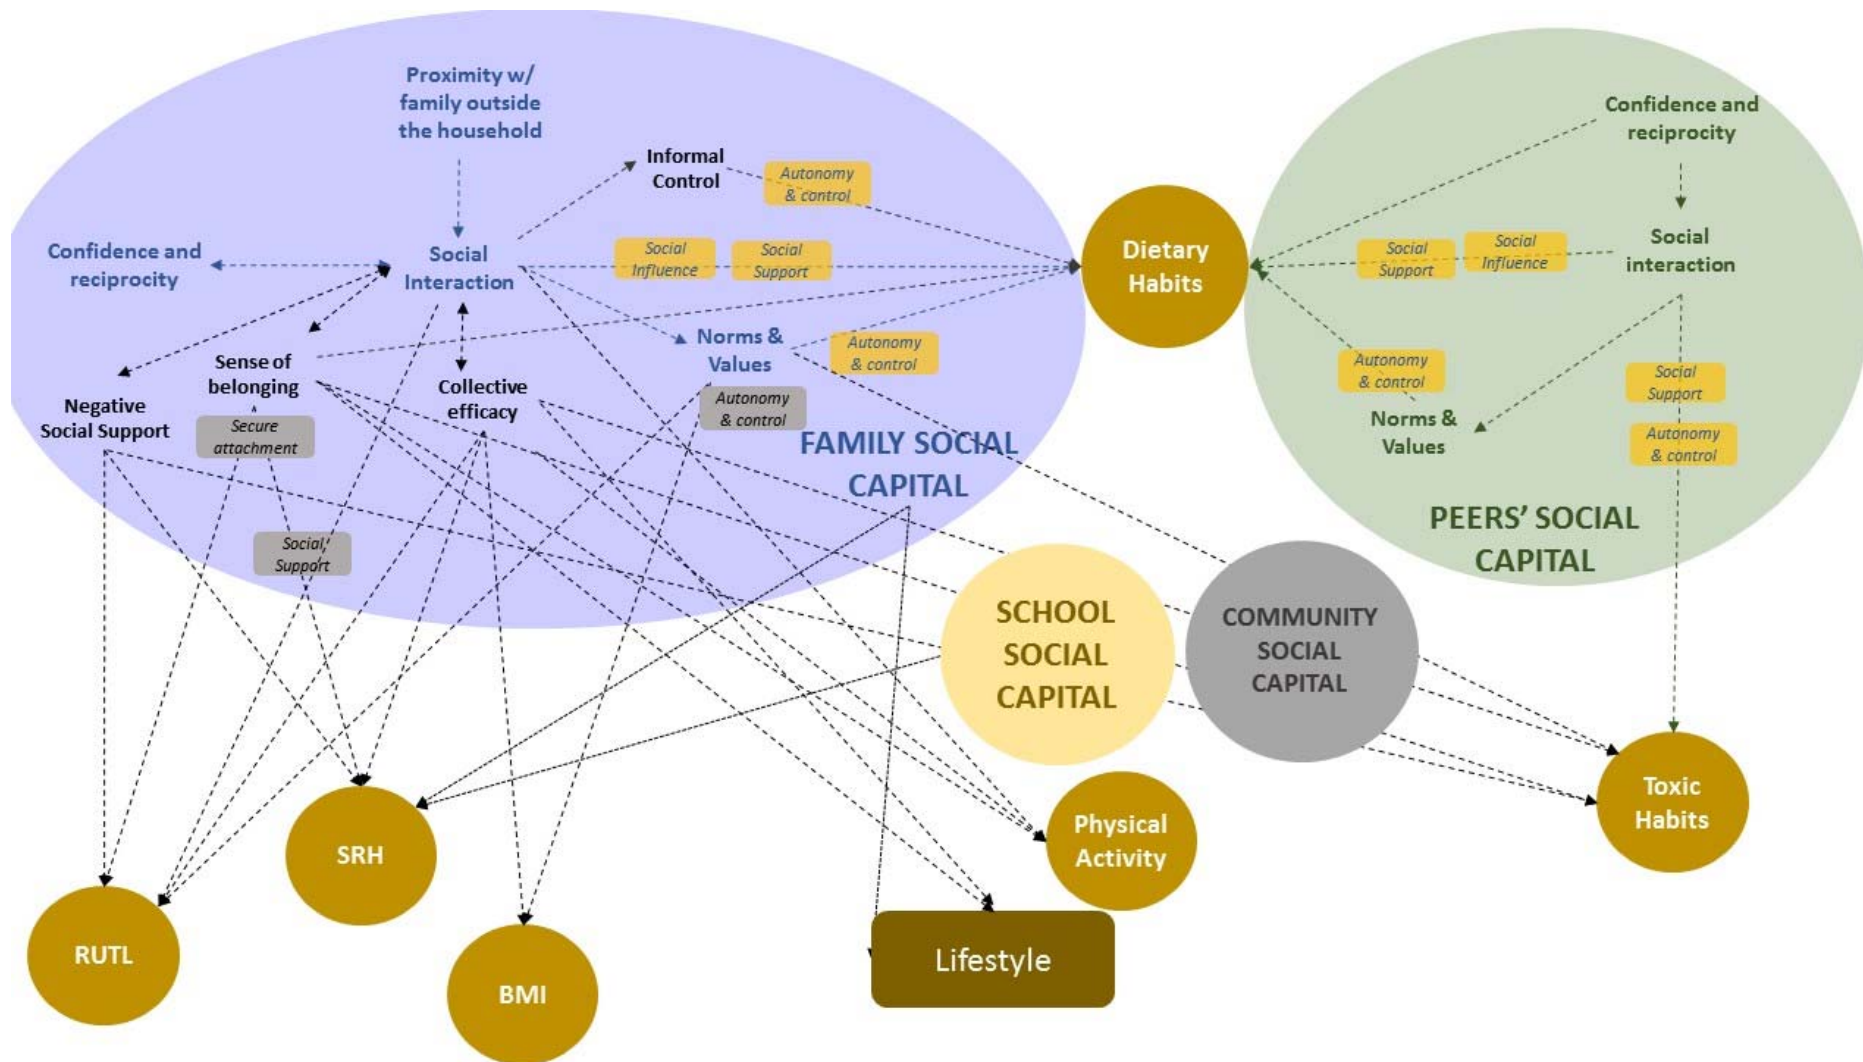 Proximity w/
family outside
the household
Informal
Control
Autonomy
& control
Confidence and
reciprocity
Social
Interaction
Social
Influence
Social
Support
Norms &
Values
Autonomy
& control
Autonomy
& control
Sense of
belonging
Secure
attachment
Collective
efficacy
Negative
Social Support
Social
Support
FAMILY SOCIAL
CAPITAL
Dietary
Habits
Confidence and
reciprocity
Social
interaction
Social
Support
Social
Influence
Autonomy
& control
Norms &
Values
Social
Support
Autonomy
& control
PEERS’ SOCIAL
CAPITAL
SCHOOL
SOCIAL
CAPITAL
COMMUNITY
SOCIAL
CAPITAL
Toxic
Habits
Physical
Activity
Lifestyle
SRH
RUTL
BMI